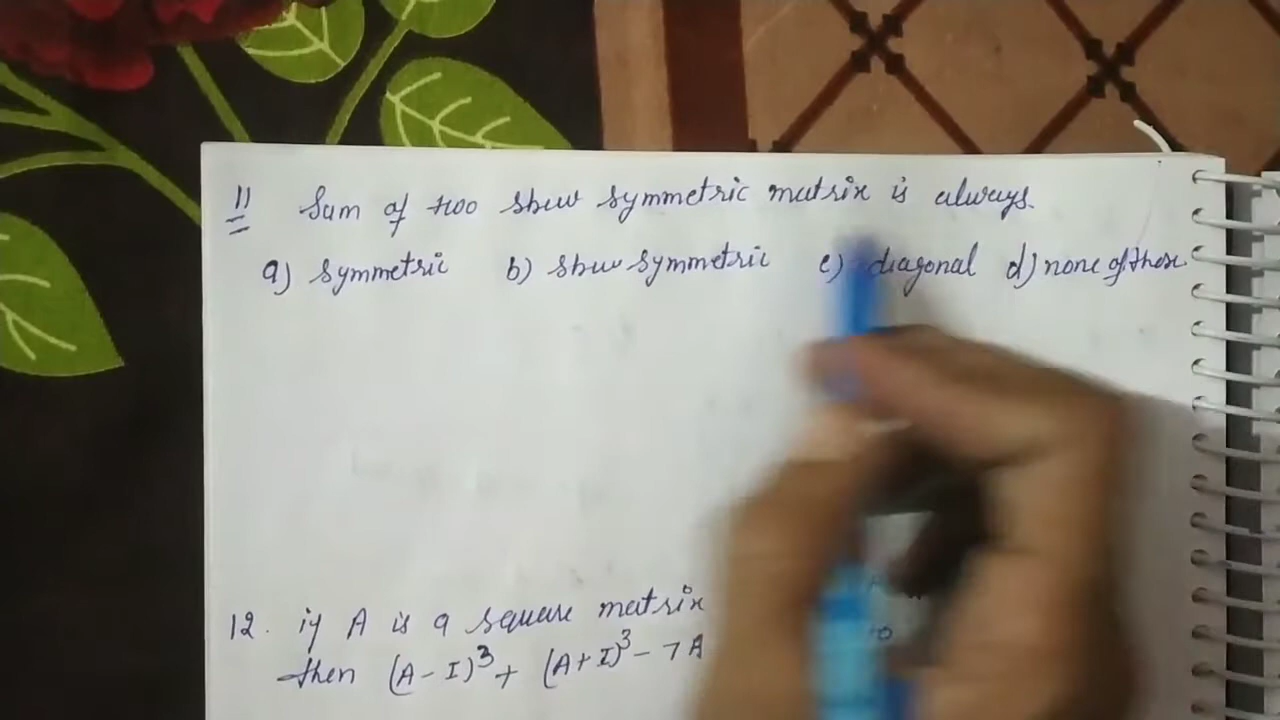 11 Sum of two skew symmetric matrix is always.
a) symmetric b) skew symmetric c) diagonal d) none of these.
12. if A is a square matrix
then (A-I)³ + (A+I)³ - 7A